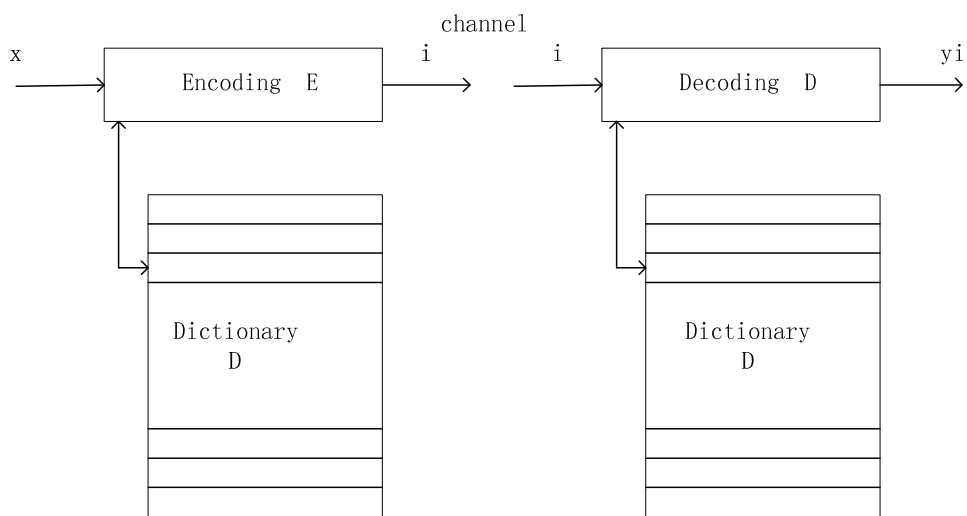 channel
x
i
i
yi
Encoding E
Decoding D
Dictionary
D
Dictionary
D